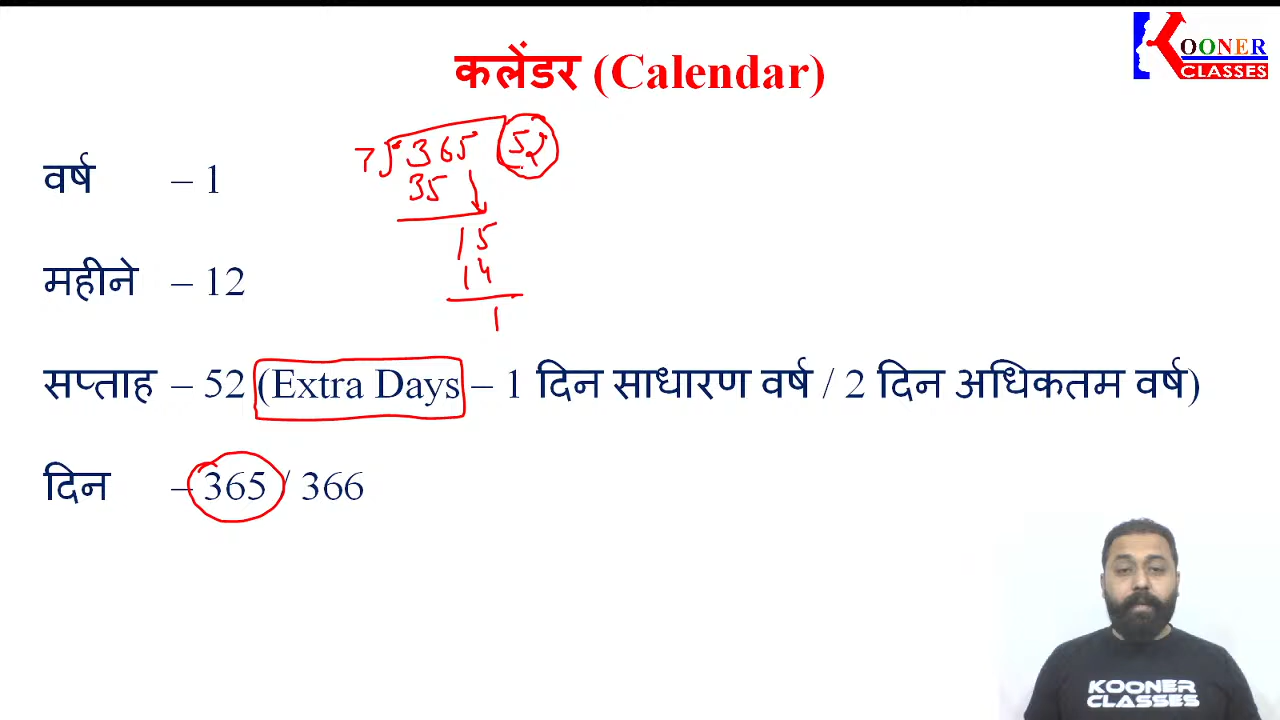 कलेंडर (Calendar)
KOONER
CLASSES
7 365 52
35
15
14
1
वर्ष – 1
महीने – 12
सप्ताह – 52 (Extra Days – 1 दिन साधारण वर्ष / 2 दिन अधिकतम वर्ष)
दिन – 365 / 366
KOONER
CLASSES